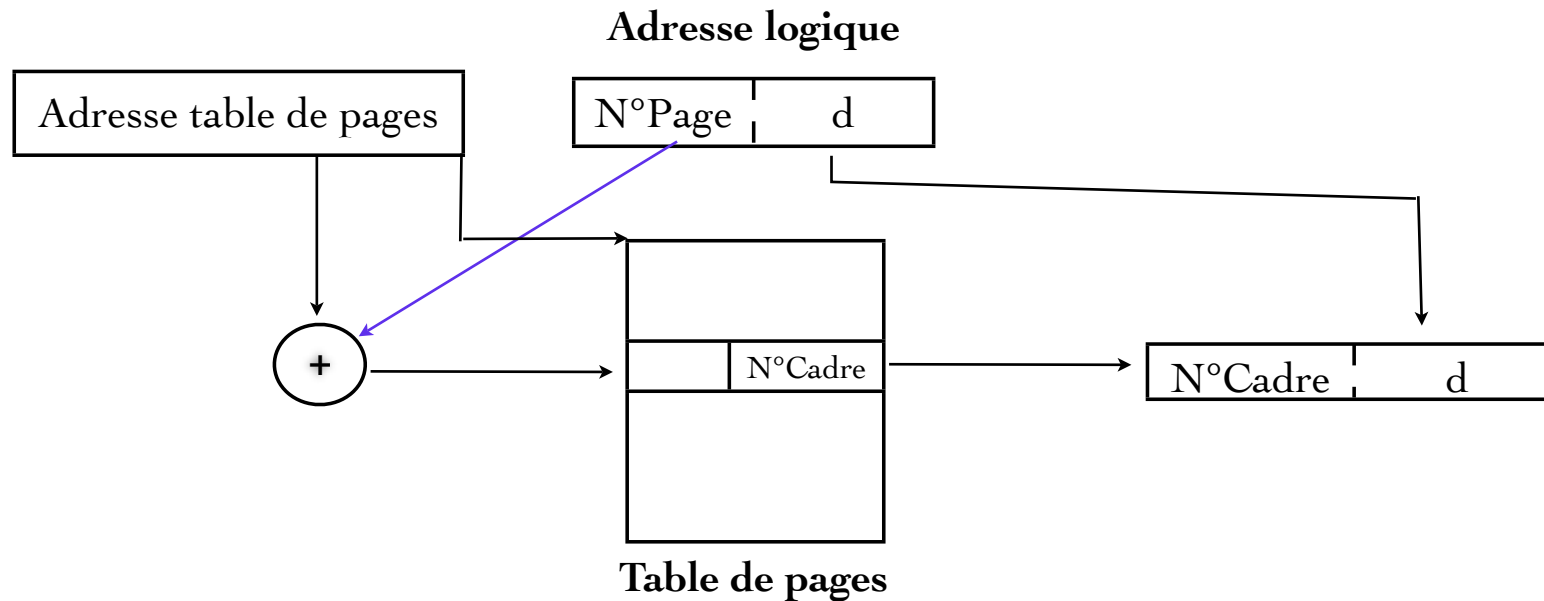 Adresse logique
Adresse table de pages
N°Page
d
+
N°Cadre
N°Cadre
d
Table de pages